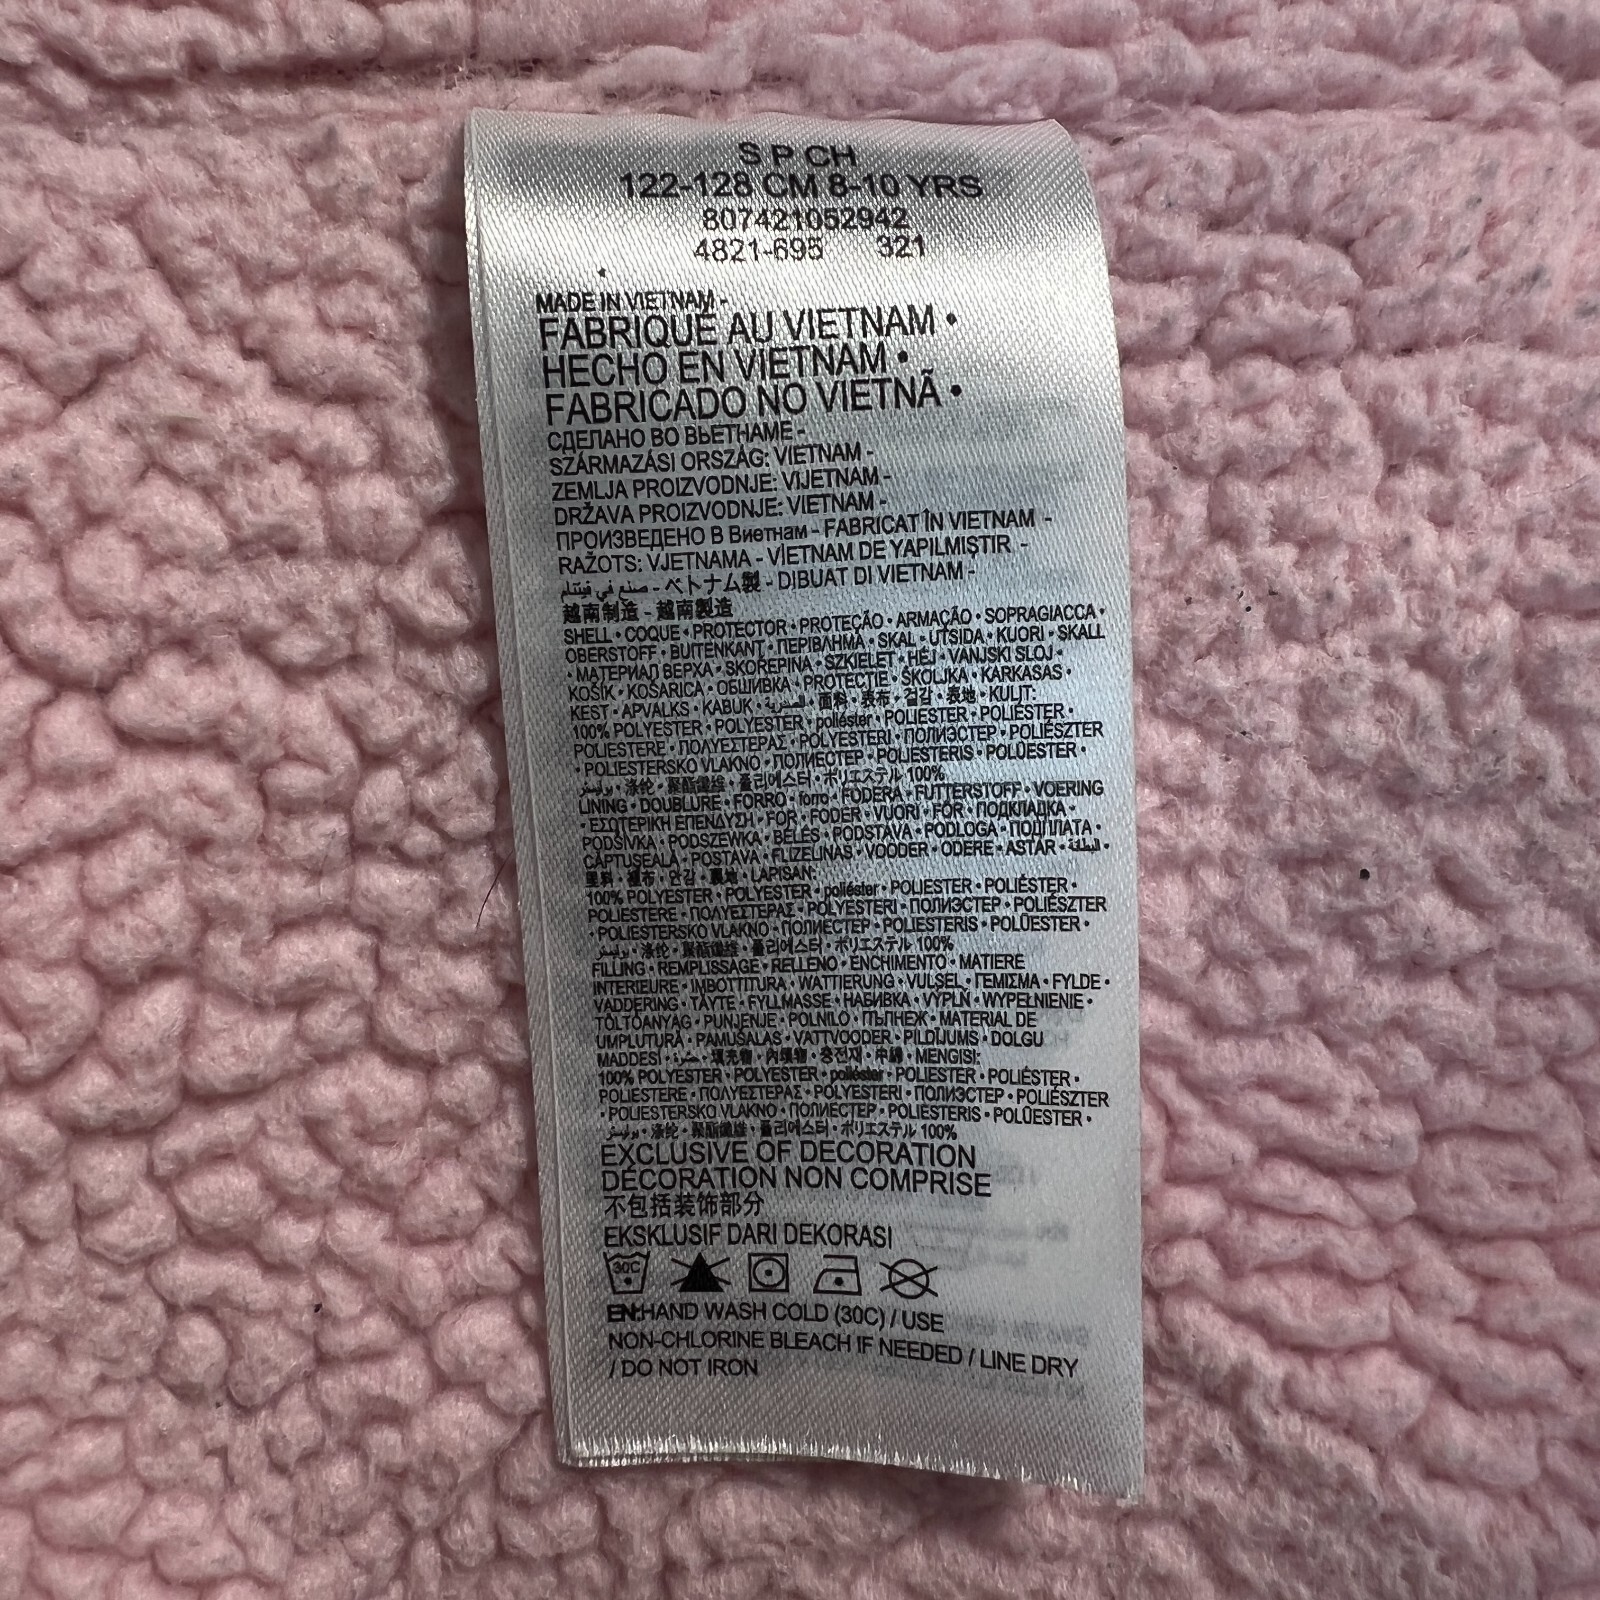 S P CH
122-128 CM 8-10 YRS
807421052942
4821-695 321
MADE IN VIETNAM -
FABRIQUÉ AU VIETNAM •
HECHO EN VIETNAM •
FABRICADO NO VIETNÃ •
СДЕЛАНО ВО ВЬЕТНАМЕ -
SZÁRMAZÁSI ORSZÁG: VIETNAM -
ZEMLJA PROIZVODNJE: VIJETNAM -
DRŽAVA PROIZVODNJE: VIETNAM -
ПРОИЗВЕДЕНО В Виетнам - FABRICAT ÎN VIETNAM -
RAŽOTS: VJETNAMA - VİETNAM DE YAPILMIŞTIR -
صنع في فيتنام - ベトナム製 - DIBUAT DI VIETNAM -
越南制造 - 越南製造
SHELL • COQUE • PROTECTOR • PROTEÇÃO • ARMAÇÃO • SOPRAGIACCA •
OBERSTOFF • BUITENKANT • ΠΕΡΙΒΛΗΜΑ • SKAL • UTSIDA • KUORI • SKALL
• МАТЕРИАЛ ВЕРХА • SKOŘEPINA • SZKIELET • HÉJ • VANJSKI SLOJ •
KOŠÍK • KOŠARICA • ОБШИВКА • PROTECȚIE • ŠKOLJKA • KARKASAS •
KEST • APVALKS • KABUK • • 面料 • 表布 • 겉감 • 表地 • KULIT:
100% POLYESTER • POLYESTER • poliéster • POLIESTER • POLIÉSTER •
POLIESTERE • ΠΟΛΥΕΣΤΕΡΑΣ • POLYESTERI • ПОЛИЭСТЕР • POLIÉSZTER
• POLIESTERSKO VLAKNO • ПОЛИЕСТЕР • POLIESTERIS • POLÜESTER •
بوليستر • 涤纶 • 聚酯纖維 • 폴리에스터 • ポリエステル 100%
LINING • DOUBLURE • FORRO • forro • FODERA • FUTTERSTOFF • VOERING
• ΕΣΩΤΕΡΙΚΗ ΕΠΕΝΔΥΣΗ • FOR • FODER • VUORI • FÓR • ПОДКЛАДКА •
PODŠÍVKA • PODSZEWKA • BÉLÉS • PODSTAVA • PODLOGA • ПОДПЛАТА •
CĂPTUȘEALĂ • POSTAVA • FLIZELINAS • VOODER • ODERE • ASTAR • البطانة •
里料 • 裡布 • 안감 • 裏地 • LAPISAN:
100% POLYESTER • POLYESTER • poliéster • POLIESTER • POLIÉSTER •
POLIESTERE • ΠΟΛΥΕΣΤΕΡΑΣ • POLYESTERI • ПОЛИЭСТЕР • POLIÉSZTER
• POLIESTERSKO VLAKNO • ПОЛИЕСТЕР • POLIESTERIS • POLÜESTER •
بوليستر • 涤纶 • 聚酯纖維 • 폴리에스터 • ポリエステル 100%
FILLING • REMPLISSAGE • RELLENO • ENCHIMENTO • MATIERE
INTERIEURE • IMBOTTITURA • WATTIERUNG • VULSEL • ΓΕΜΙΣΜΑ • FYLDE •
VADDERING • TÄYTE • FYLLMASSE • НАБИВКА • VÝPLŇ • WYPEŁNIENIE •
TÖLTŐANYAG • PUNJENJE • POLNILO • ПЪЛНЕЖ • MATERIAL DE
UMPLUTURĂ • PAMUŠALAS • VATTVOODER • PILDĪJUMS • DOLGU
MADDESİ • • 填充物 • 內填物 • 충전재 • 中綿 • MENGISI:
100% POLYESTER • POLYESTER • poliéster • POLIESTER • POLIÉSTER •
POLIESTERE • ΠΟΛΥΕΣΤΕΡΑΣ • POLYESTERI • ПОЛИЭСТЕР • POLIÉSZTER
• POLIESTERSKO VLAKNO • ПОЛИЕСТЕР • POLIESTERIS • POLÜESTER •
بوليستر • 涤纶 • 聚酯纖維 • 폴리에스터 • ポリエステル 100%
EXCLUSIVE OF DECORATION
DÉCORATION NON COMPRISE
不包括装饰部分
EKSKLUSIF DARI DEKORASI
30C
EN:HAND WASH COLD (30C) / USE
NON-CHLORINE BLEACH IF NEEDED / LINE DRY
/ DO NOT IRON